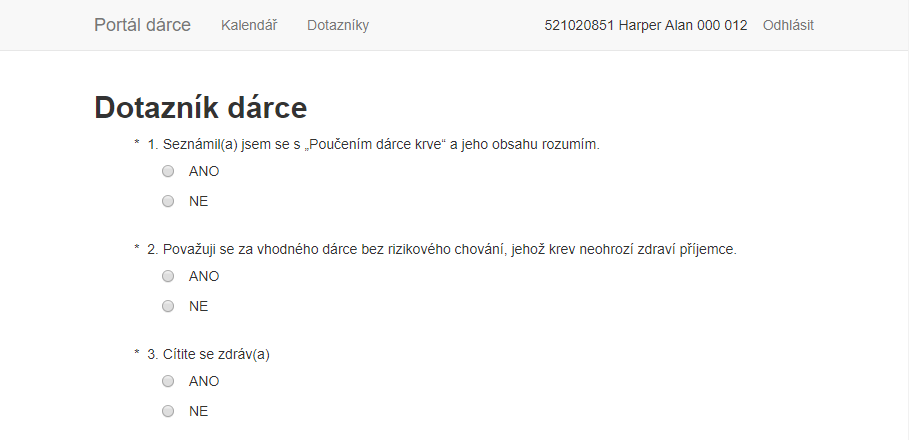 Portál dárce Kalendář Dotazníky 521020851 Harper Alan 000 012 Odhlásit
Dotazník dárce
* 1. Seznámil(a) jsem se s „Poučením dárce krve“ a jeho obsahu rozumím.
ANO
NE
* 2. Považuji se za vhodného dárce bez rizikového chování, jehož krev neohrozí zdraví příjemce.
ANO
NE
* 3. Cítite se zdráv(a)
ANO
NE